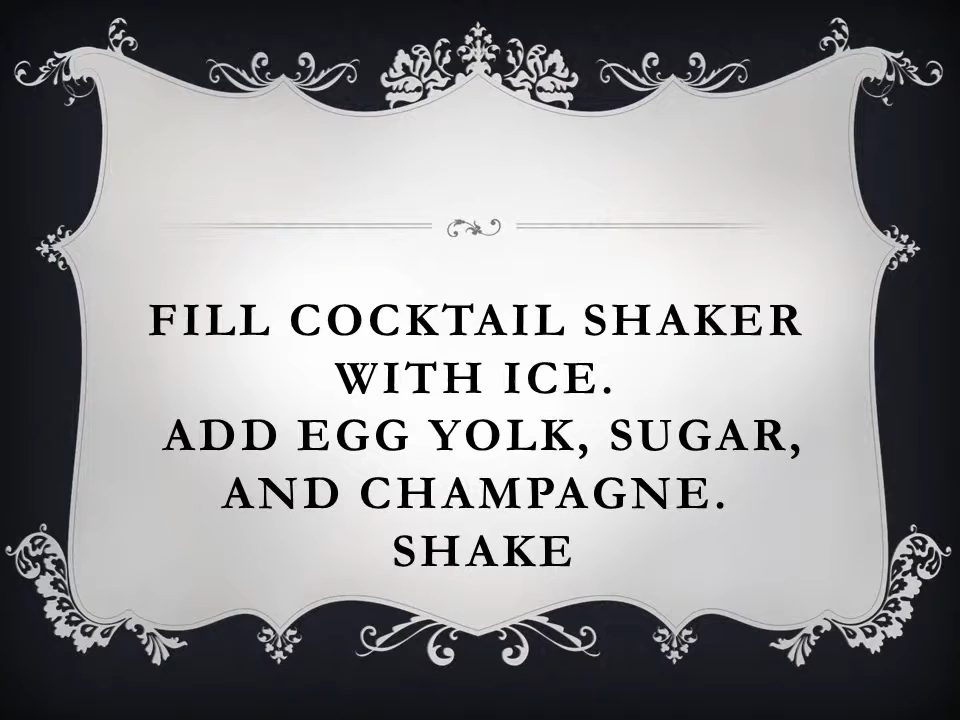 FILL COCKTAIL SHAKER
WITH ICE.
ADD EGG YOLK, SUGAR,
AND CHAMPAGNE.
SHAKE